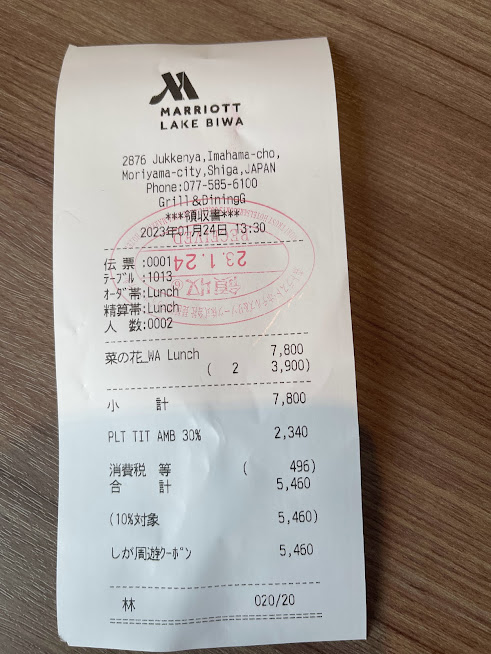 MARRIOTT
LAKE BIWA
2876 Jukkenya,Imahama-cho,
Moriyama-city,Shiga,JAPAN
Phone:077-585-6100
Grill&DiningG
***領収書***
2023年01月24日 13:30
RECEIVED
23.1.24
領収
伝 票 :0001
ﾃｰﾌﾞﾙ :1013
ｵｰﾀﾞ帯:Lunch
精算帯:Lunch
人 数:0002
菜の花_WA Lunch 7,800
( 2 3,900)
小 計 7,800
PLT TIT AMB 30% 2,340
消費税 等 ( 496)
合 計 5,460
(10%対象 5,460)
しが周遊ｸｰﾎﾟﾝ 5,460
林 020/20